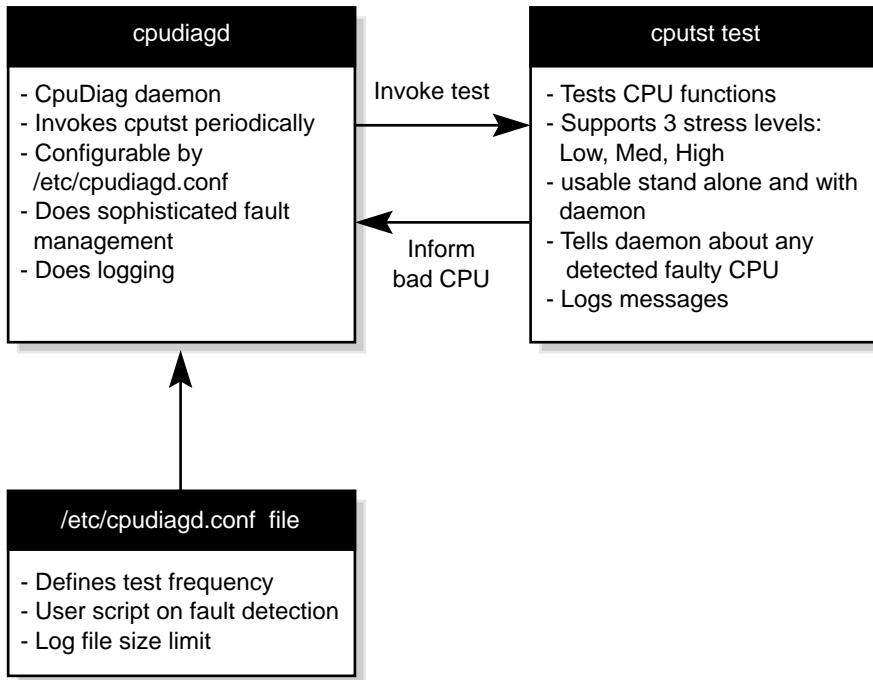 cpudiagd
- CpuDiag daemon
- Invokes cputst periodically
- Configurable by
/etc/cpudiagd.conf
- Does sophisticated fault
management
- Does logging
Invoke test
Inform
bad CPU
cputst test
- Tests CPU functions
- Supports 3 stress levels:
Low, Med, High
- usable stand alone and with
daemon
- Tells daemon about any
detected faulty CPU
- Logs messages
/etc/cpudiagd.conf file
- Defines test frequency
- User script on fault detection
- Log file size limit